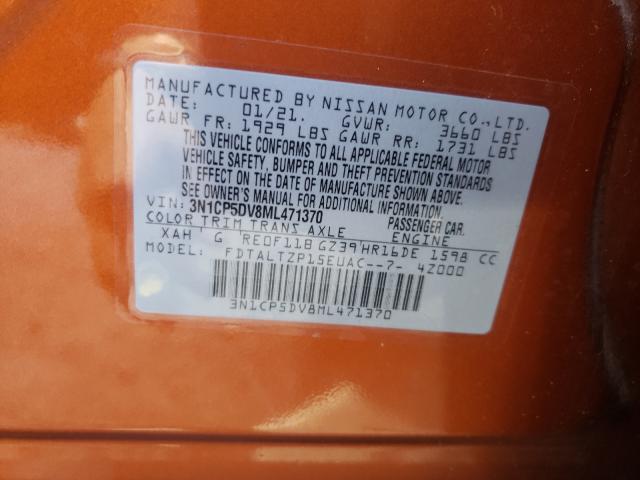 MANUFACTURED BY NISSAN MOTOR CO.,LTD.
DATE: 01/21. GVWR: 3660 LBS
GAWR FR: 1929 LBS GAWR RR: 1731 LBS
THIS VEHICLE CONFORMS TO ALL APPLICABLE FEDERAL MOTOR
VEHICLE SAFETY, BUMPER AND THEFT PREVENTION STANDARDS
IN EFFECT ON THE DATE OF MANUFACTURE SHOWN ABOVE.
SEE OWNER'S MANUAL FOR ADDITIONAL INFORMATION.
VIN: 3N1CP5DV8ML471370 PASSENGER CAR.
COLOR TRIM TRANS AXLE ENGINE
XAH G RE0F11B GZ39 HR16DE 1598 CC
MODEL: FDTALTZP15EUAC--7- 4Z000
3N1CP5DV8ML471370